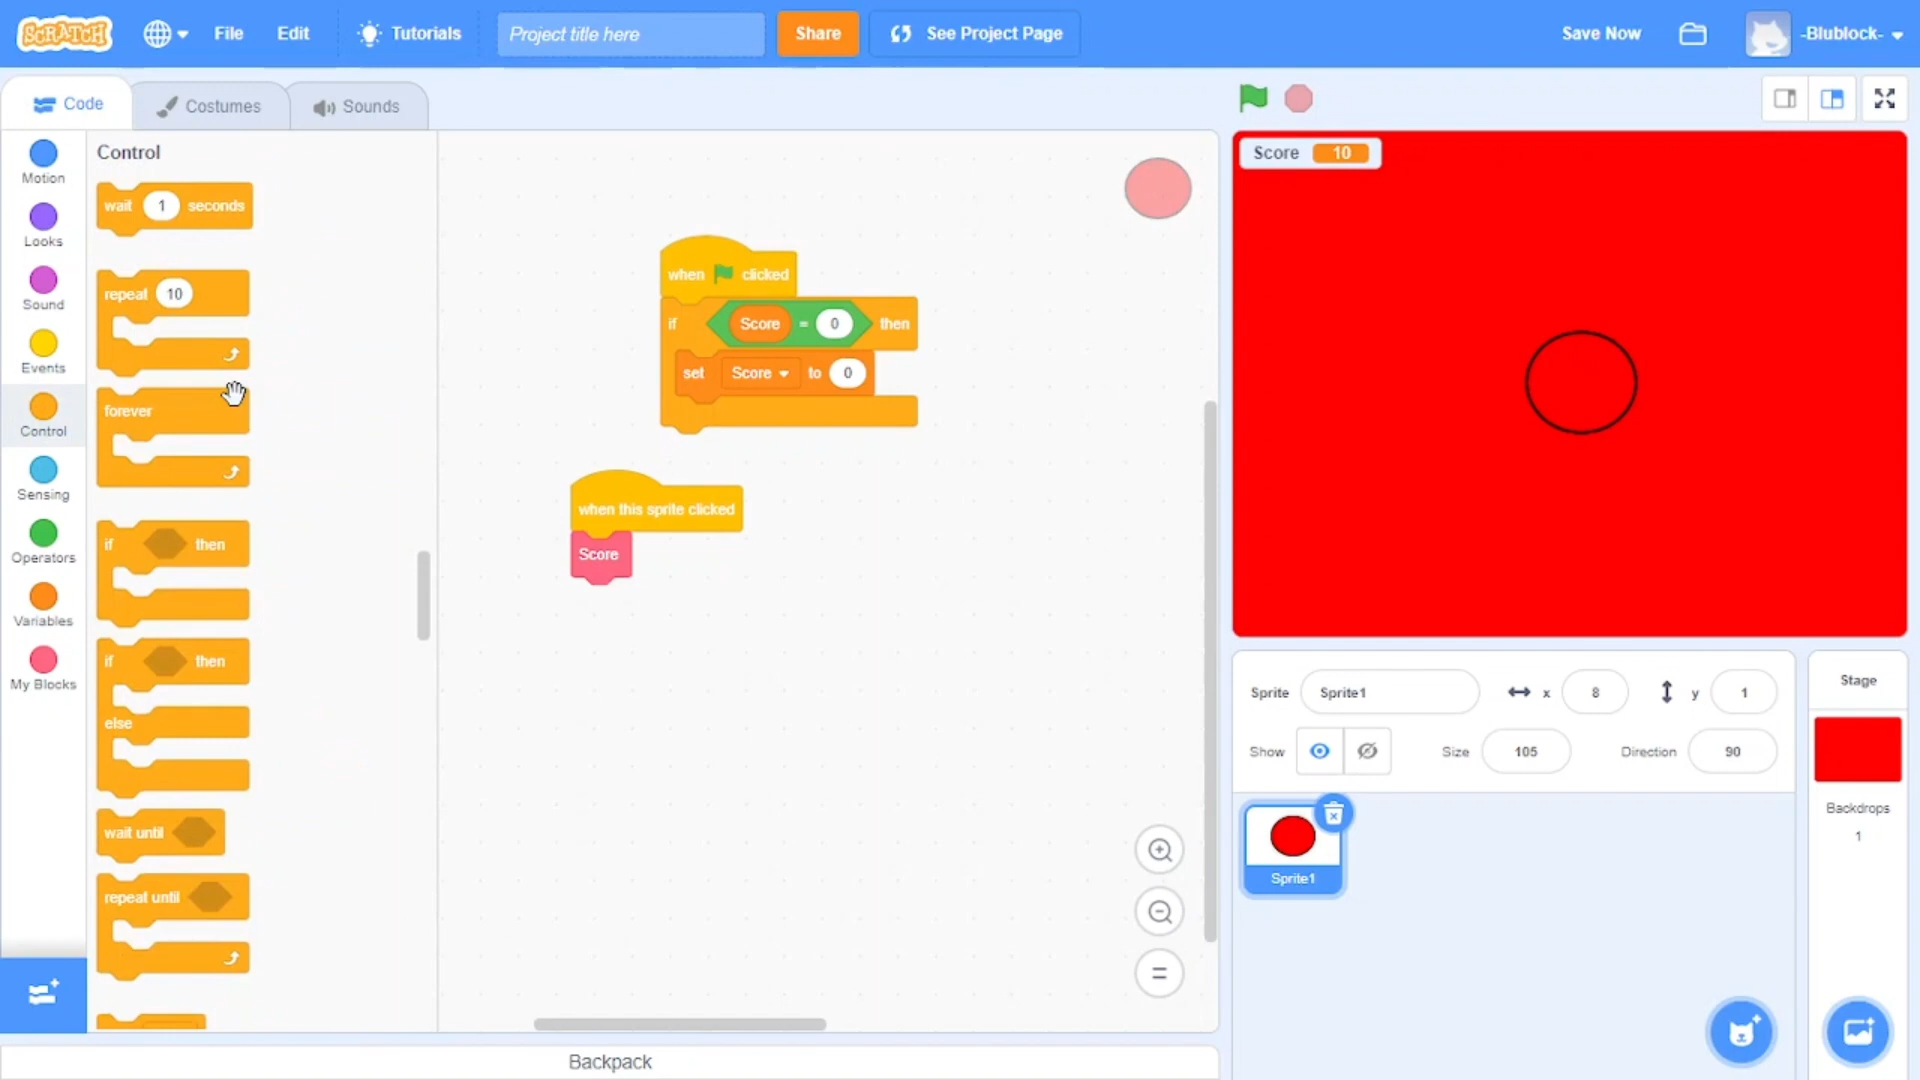 SCRATCH File Edit Tutorials Project title here Share See Project Page Save Now -Blublock-
Code Costumes Sounds
Motion
Looks
Sound
Events
Control
Sensing
Operators
Variables
My Blocks
Control
wait 1 seconds
repeat 10
forever
if then
if then
else
wait until
repeat until
when clicked
if Score = 0 then
set Score to 0
when this sprite clicked
Score
Backpack
Score 10
Sprite Sprite1 x 8 y 1
Show Size 105 Direction 90
Sprite1
Stage
Backdrops
1